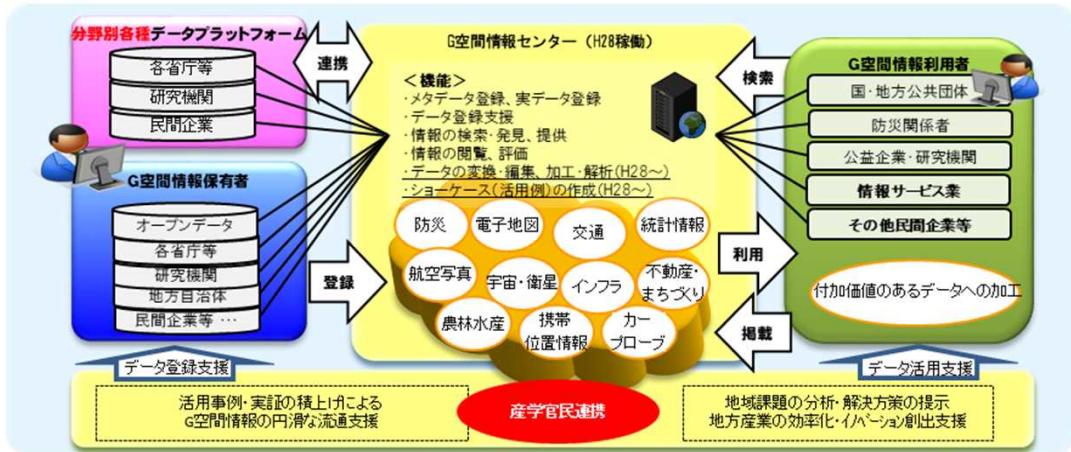 分野別各種データプラットフォーム
各省庁等
研究機関
民間企業
連携
G空間情報保有者
オープンデータ
各省庁等
研究機関
地方自治体
民間企業等 …
登録
G空間情報センター（H28稼働）
＜機能＞
・メタデータ登録、実データ登録
・データ登録支援
・情報の検索・発見、提供
・情報の閲覧、評価
・データの変換・編集、加工・解析(H28～)
・ショーケース(活用例)の作成(H28～)
防災
電子地図
交通
統計情報
航空写真
宇宙・衛星
インフラ
不動産・
まちづくり
農林水産
携帯
位置情報
カー
プローブ
検索
利用
掲載
G空間情報利用者
国・地方公共団体
防災関係者
公益企業・研究機関
情報サービス業
その他民間企業等
付加価値のあるデータへの加工
データ登録支援
活用事例・実証の積上げによる
G空間情報の円滑な流通支援
産学官民連携
データ活用支援
地域課題の分析・解決方策の提示
地方産業の効率化・イノベーション創出支援